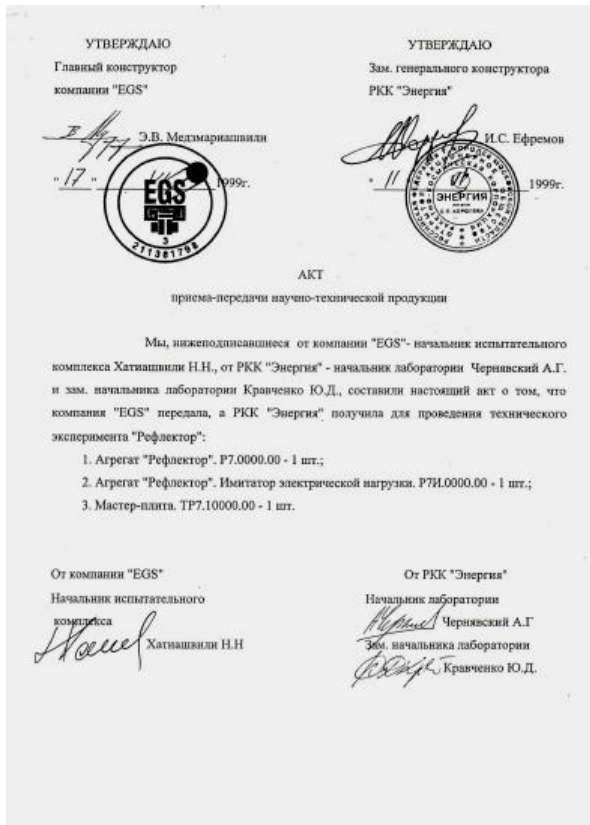 УТВЕРЖДАЮ
Главный конструктор
компании "EGS"
Э.В. Медзмариашвили
"17" 1999г.
EGS
3
211381798
УТВЕРЖДАЮ
Зам. генерального конструктора
РКК "Энергия"
И.С. Ефремов
"11 1999г.
ЭНЕРГИЯ
АКТ
приема-передачи научно-технической продукции
Мы, нижеподписавшиеся от компании "EGS"- начальник испытательного
комплекса Хатиашвили Н.Н., от РКК "Энергия" - начальник лаборатории Чернявский А.Г.
и зам. начальника лаборатории Кравченко Ю.Д., составили настоящий акт о том, что
компания "EGS" передала, а РКК "Энергия" получила для проведения технического
эксперимента "Рефлектор":
1. Агрегат "Рефлектор". Р7.0000.00 - 1 шт.;
2. Агрегат "Рефлектор". Имитатор электрической нагрузки. Р7И.0000.00 - 1 шт.;
3. Мастер-плита. ТР7.10000.00 - 1 шт.
От компании "EGS"
Начальник испытательного
комплекса
Хатиашвили Н.Н
От РКК "Энергия"
Начальник лаборатории
Чернявский А.Г
Зам. начальника лаборатории
Кравченко Ю.Д.